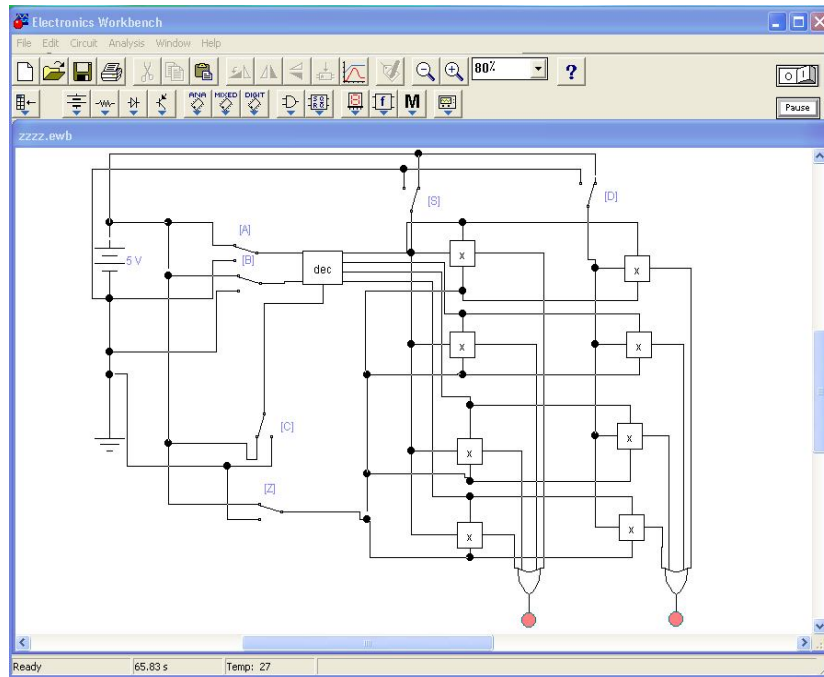 Electronics Workbench
File Edit Circuit Analysis Window Help
80% ?
ANA MIXED DIGIT M
Pause
zzzz.ewb
[S] [D]
[A]
5 V [B] dec x x
x x
[C] x x
[Z]
x x
Ready 65.83 s Temp: 27